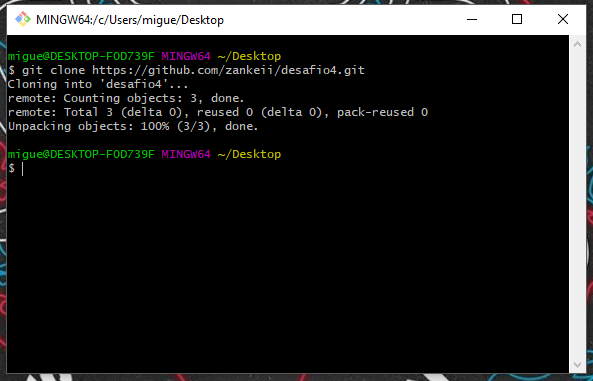 MINGW64:/c/Users/migue/Desktop
migue@DESKTOP-FOD739F MINGW64 ~/Desktop
$ git clone https://github.com/zankeii/desafio4.git
Cloning into 'desafio4'...
remote: Counting objects: 3, done.
remote: Total 3 (delta 0), reused 0 (delta 0), pack-reused 0
Unpacking objects: 100% (3/3), done.
migue@DESKTOP-FOD739F MINGW64 ~/Desktop
$